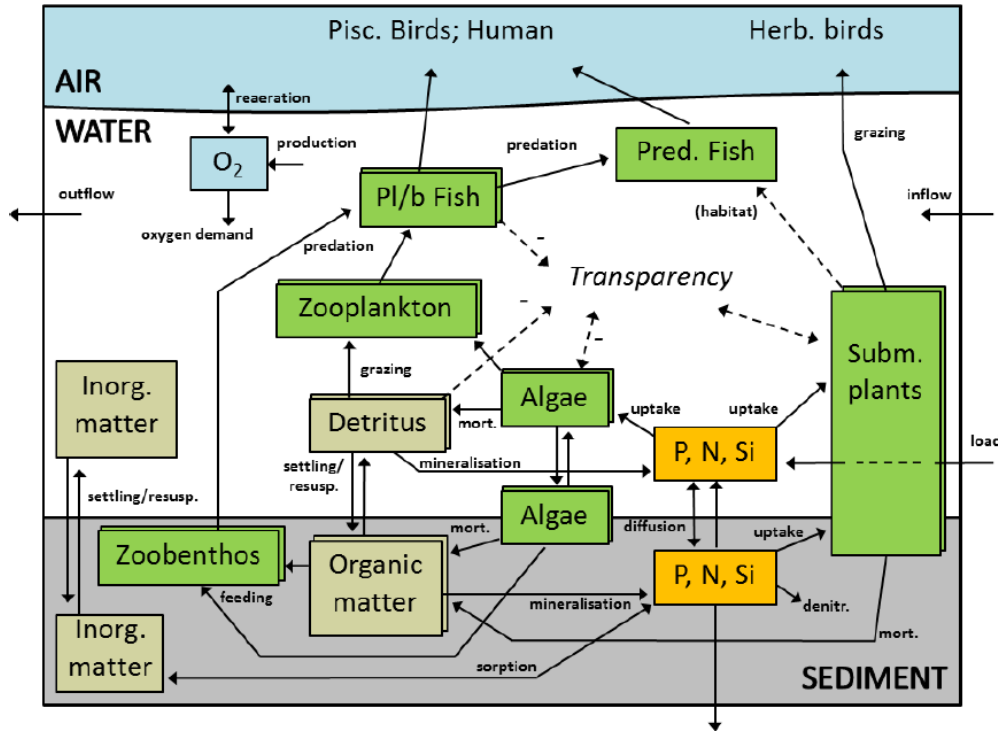 Pisc. Birds; Human
Herb. birds
AIR
reaeration
WATER
grazing
production
O2
predation
Pred. Fish
outflow
Pl/b Fish
inflow
(habitat)
oxygen demand
predation
-
Transparency
-
Zooplankton
-
Subm.
plants
grazing
Inorg.
matter
Algae
Detritus
uptake
uptake
mort.
P, N, Si
load
settling/
resusp.
mineralisation
settling/resusp.
Algae
mort.
diffusion
uptake
Zoobenthos
Organic
matter
P, N, Si
feeding
mineralisation
denitr.
Inorg.
matter
mort.
sorption
SEDIMENT